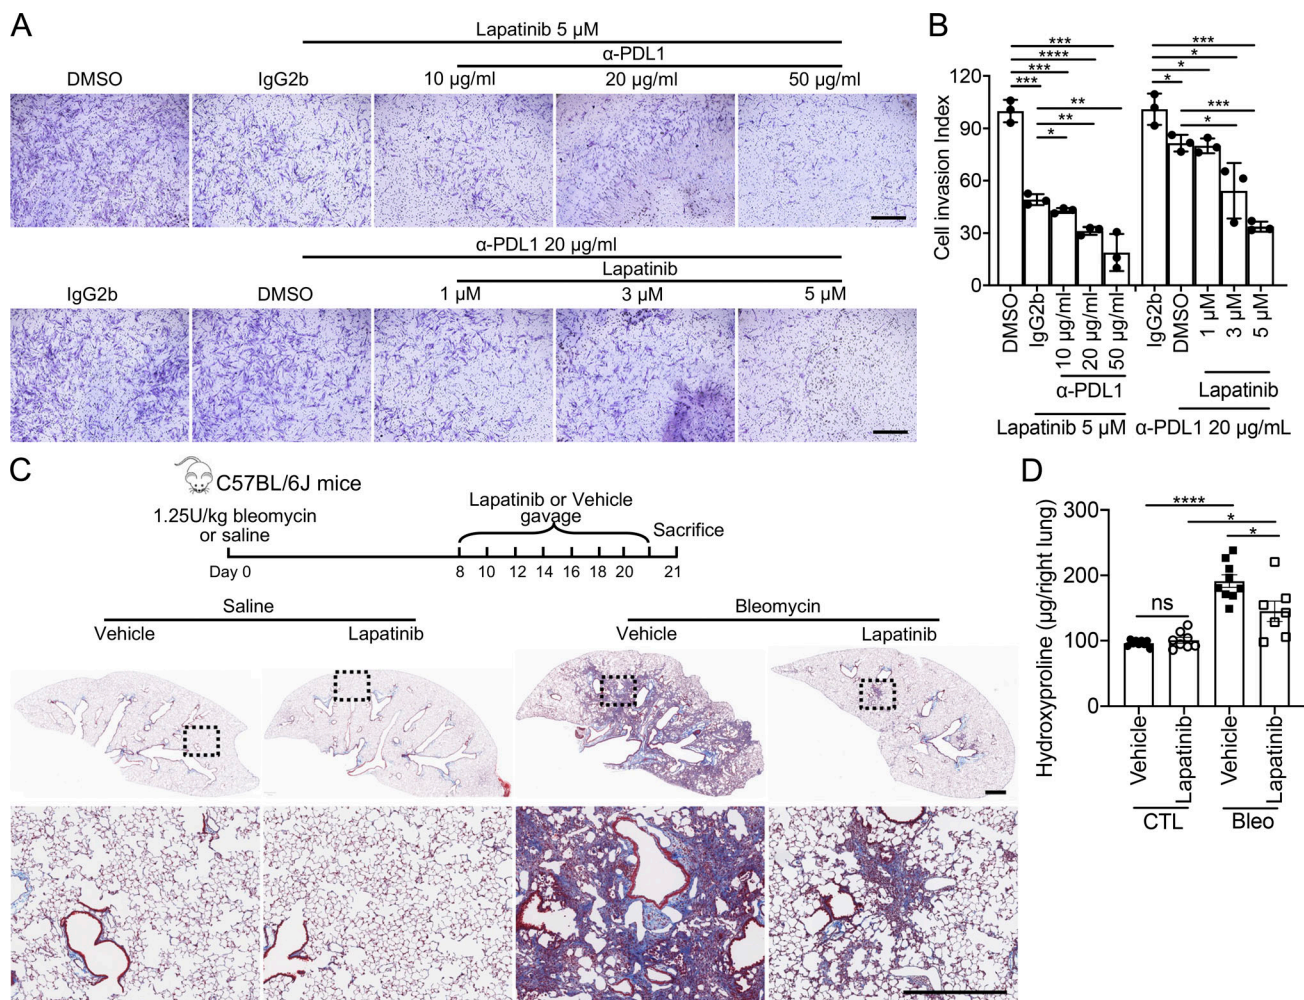 A
Lapatinib 5 µM
α-PDL1
DMSO IgG2b 10 µg/ml 20 µg/ml 50 µg/ml
α-PDL1 20 µg/ml
Lapatinib
IgG2b DMSO 1 µM 3 µM 5 µM
B
Cell invasion Index
120
90
60
30
0
***
****
***
***
**
**
*
***
*
*
*
***
*
DMSO IgG2b 10 µg/ml 20 µg/ml 50 µg/ml IgG2b DMSO 1 µM 3 µM 5 µM
α-PDL1 Lapatinib
Lapatinib 5 µM α-PDL1 20 µg/mL
C
C57BL/6J mice
1.25U/kg bleomycin
or saline
Lapatinib or Vehicle
gavage
Sacrifice
Day 0 8 10 12 14 16 18 20 21
Saline Bleomycin
Vehicle Lapatinib Vehicle Lapatinib
D
Hydoxyproline (µg/right lung)
300
200
100
0
****
*
*
ns
Vehicle Lapatinib Vehicle Lapatinib
CTL Bleo